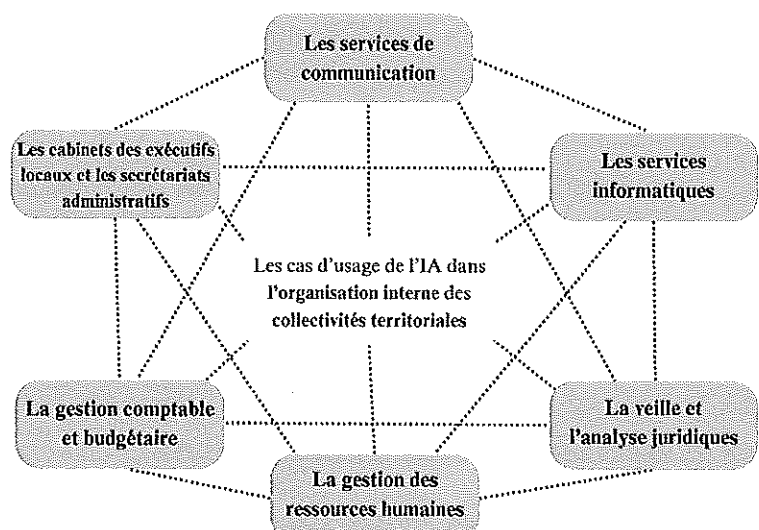 Les services de
communication
Les cabinets des exécutifs
locaux et les secrétariats
administratifs
Les services
informatiques
Les cas d'usage de l'IA dans
l'organisation interne des
collectivités territoriales
La gestion comptable
et budgétaire
La veille et
l'analyse juridiques
La gestion des
ressources humaines